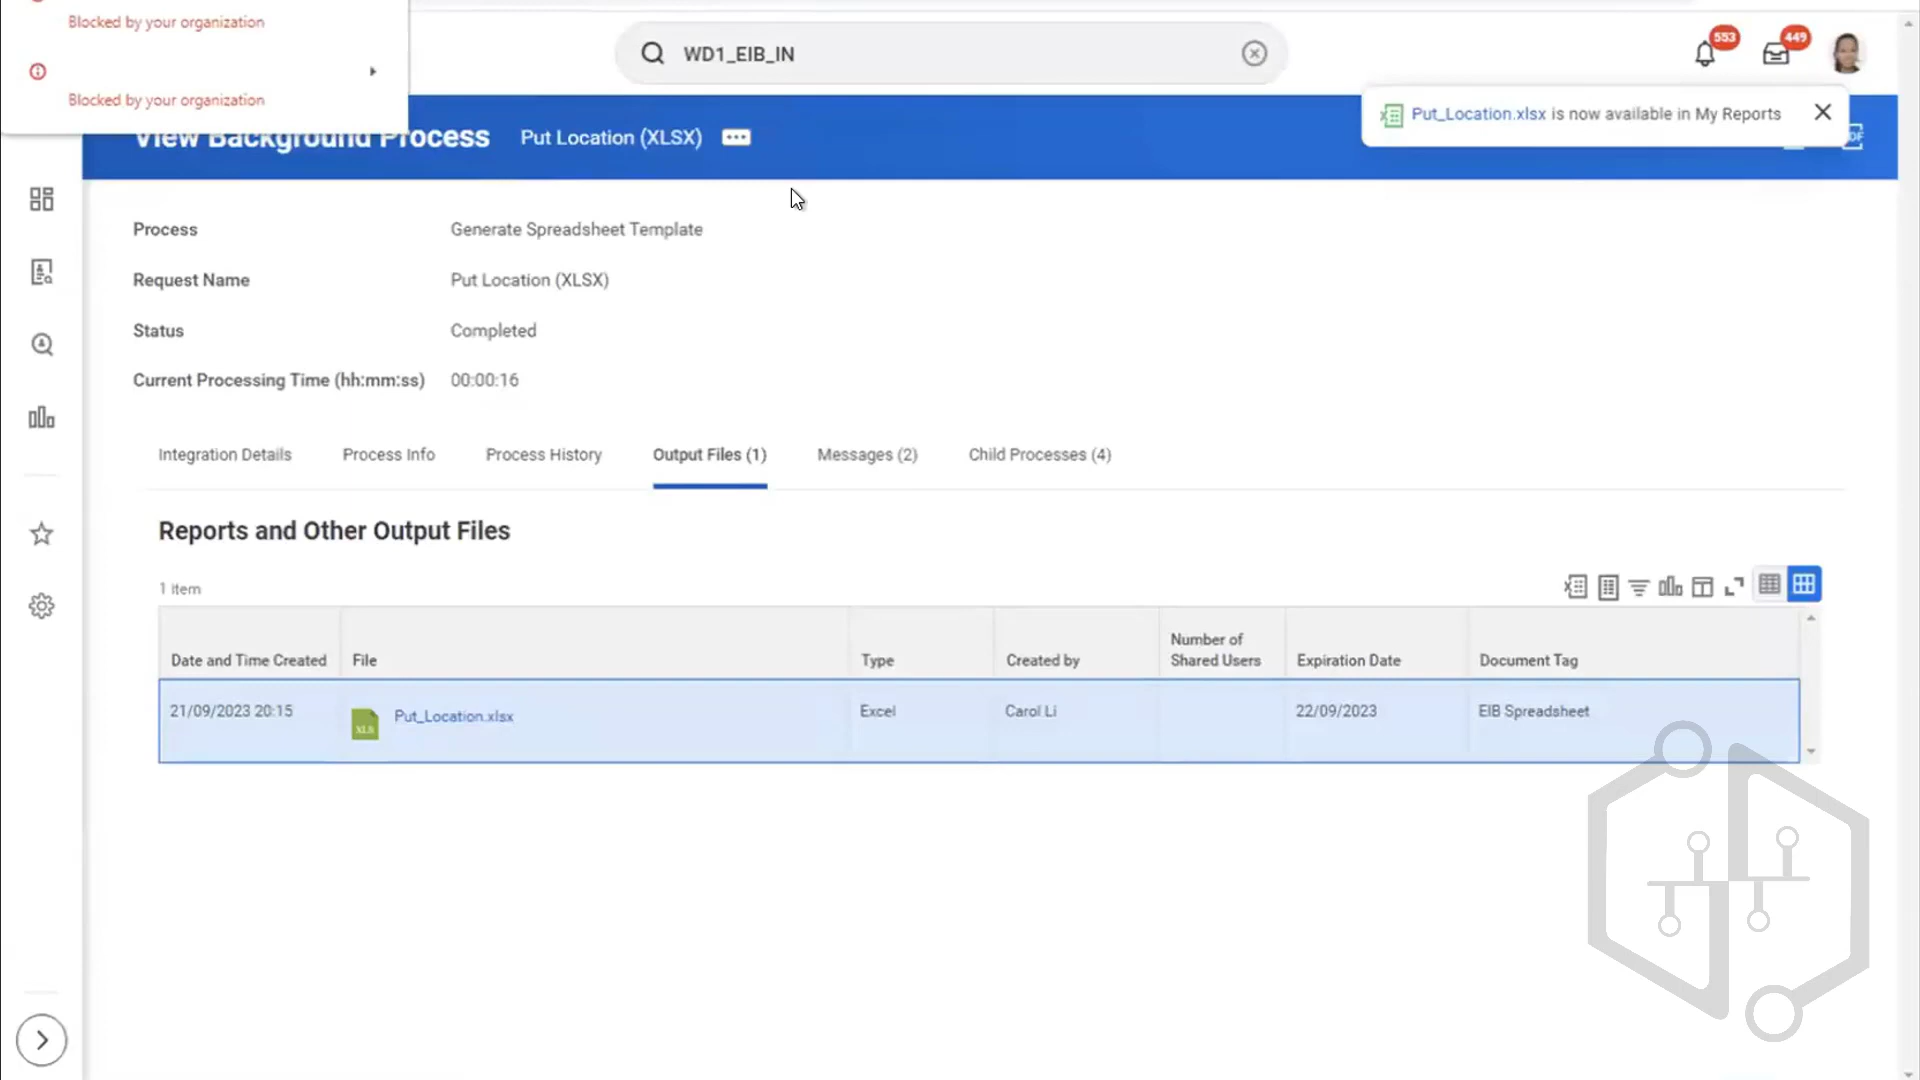 Blocked by your organization
Blocked by your organization
WD1_EIB_IN
553
449
Put_Location.xlsx is now available in My Reports
View Background Process
Put Location (XLSX)
Process
Generate Spreadsheet Template
Request Name
Put Location (XLSX)
Status
Completed
Current Processing Time (hh:mm:ss)
00:00:16
Integration Details
Process Info
Process History
Output Files (1)
Messages (2)
Child Processes (4)
Reports and Other Output Files
1 item
Date and Time Created
File
Type
Created by
Number of
Shared Users
Expiration Date
Document Tag
21/09/2023 20:15
XLS
Put_Location.xlsx
Excel
Carol Li
22/09/2023
EIB Spreadsheet